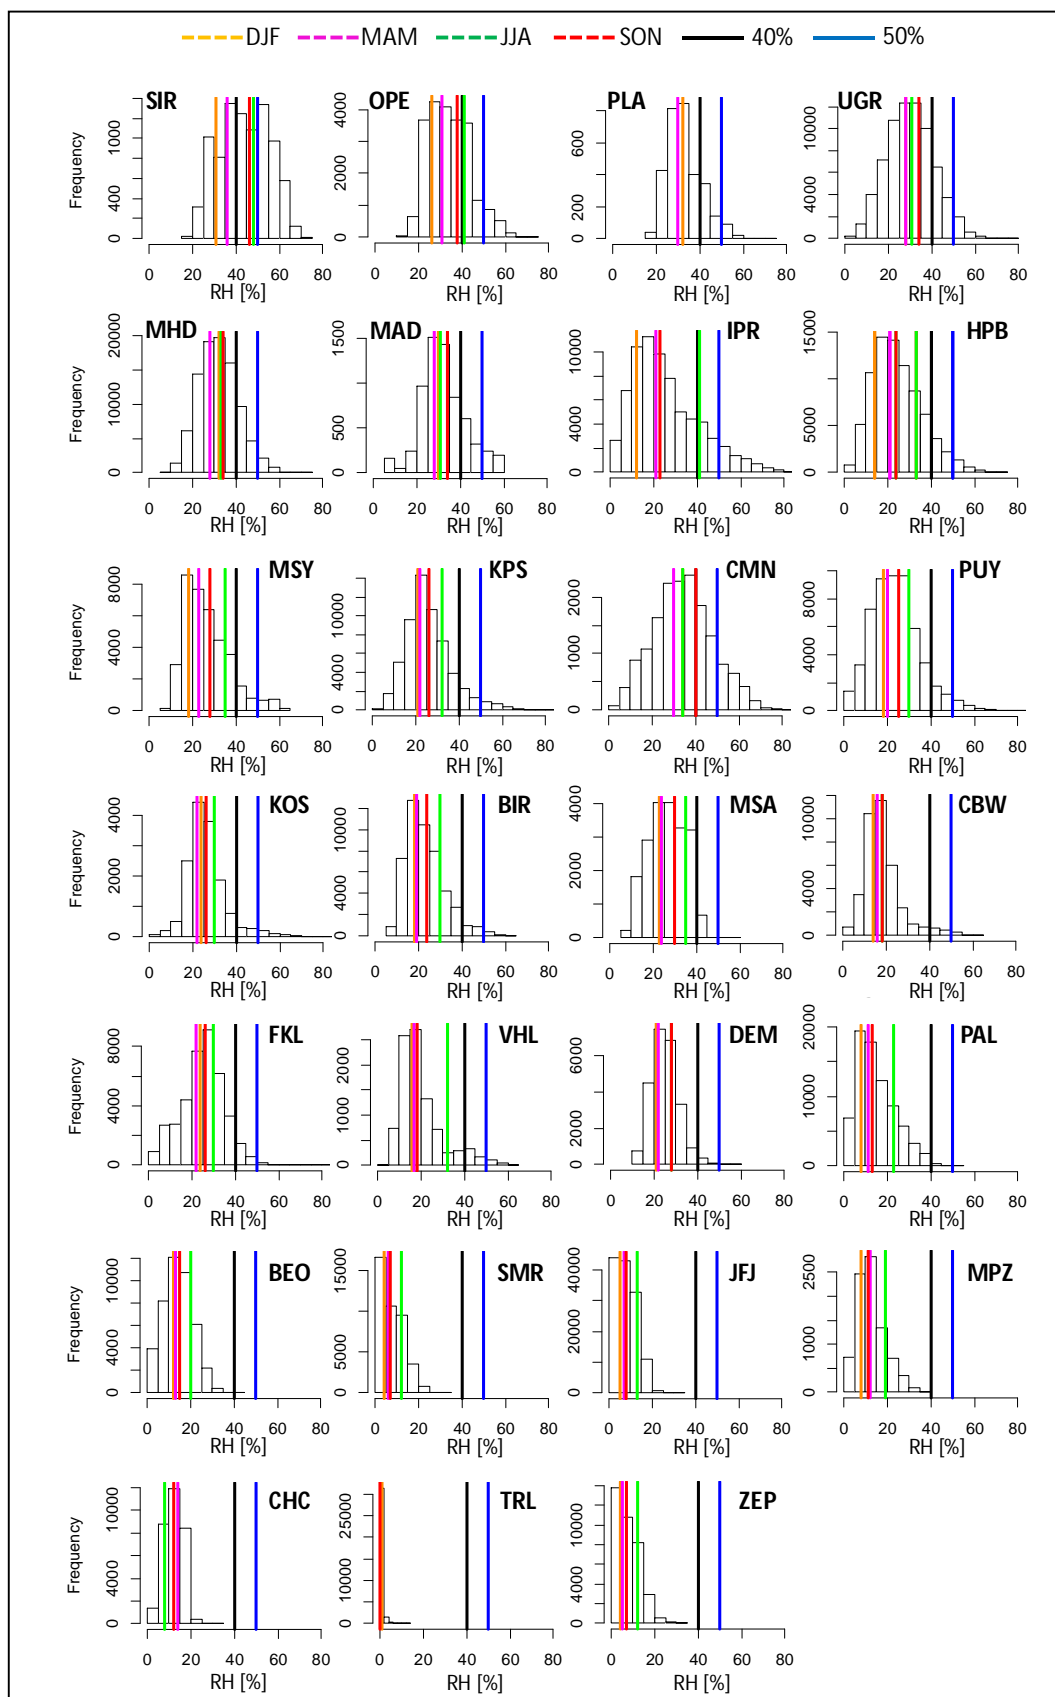 DJF MAM JJA SON 40% 50%
SIR OPE PLA UGR
Frequency
0 400 1000
0 2000 4000
0 200 600
0 4000 10000
0 20 40 60 80
0 20 40 60 80
0 20 40 60 80
0 20 40 60 80
RH [%] RH [%] RH [%] RH [%]
MHD MAD IPR HPB
Frequency
0 10000 20000
0 500 1500
0 4000 10000
0 5000 15000
0 20 40 60 80
0 20 40 60 80
0 20 40 60 80
0 20 40 60 80
RH [%] RH [%] RH [%] RH [%]
MSY KPS CMN PUY
Frequency
0 4000 8000
0 4000 10000
0 1000 2000
0 4000 8000
0 20 40 60 80
0 20 40 60 80
0 20 40 60 80
0 20 40 60 80
RH [%] RH [%] RH [%] RH [%]
KOS BIR MSA CBW
Frequency
0 2000 4000
0 4000 10000
0 2000 4000
0 4000 10000
0 20 40 60 80
0 20 40 60 80
0 20 40 60 80
0 20 40 60 80
RH [%] RH [%] RH [%] RH [%]
FKL VHL DEM PAL
Frequency
0 4000 8000
0 1000 2000
0 2000 6000
0 10000 20000
0 20 40 60 80
0 20 40 60 80
0 20 40 60 80
0 20 40 60 80
RH [%] RH [%] RH [%] RH [%]
BEO SMR JFJ MPZ
Frequency
0 4000 10000
0 5000 15000
0 20000 40000
0 1000 2500
0 20 40 60 80
0 20 40 60 80
0 20 40 60 80
0 20 40 60 80
RH [%] RH [%] RH [%] RH [%]
CHC TRL ZEP
Frequency
0 4000 10000
0 10000 25000
0 4000 10000
0 20 40 60 80
0 20 40 60 80
0 20 40 60 80
RH [%] RH [%] RH [%]